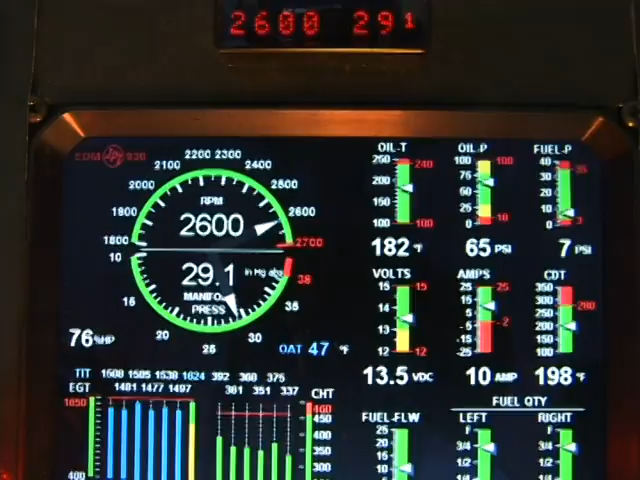 2600 291
EDM JPI 930
2200 2300
2100 2400
2000 2500
1900 RPM 2600
2600
1800 2700
10 29.1 in Hg abs 38
MANIFO
PRESS
15 35
20 30
25
76%HP
OAT 47 °F
OIL-T
250 240
200
150
100 100
182 °F
OIL-P
100 100
75
50
25 10
0
65 PSI
FUEL-P
40 35
30
20
10
0
7 PSI
VOLTS
15 15
14
13
12 12
13.5 VDC
AMPS
25 25
15
5
-5 -2
-15
-25
10 AMP
CDT
350
300 280
250
200
150
100
198 °F
TIT 1608 1505 1538 1624 392 360 375
EGT 1481 1477 1497 381 351 337 CHT
1650
400
460
450
400
350
300
FUEL-FLW
25
20
15
10
5
FUEL QTY
LEFT RIGHT
F F
3/4 3/4
1/2 1/2